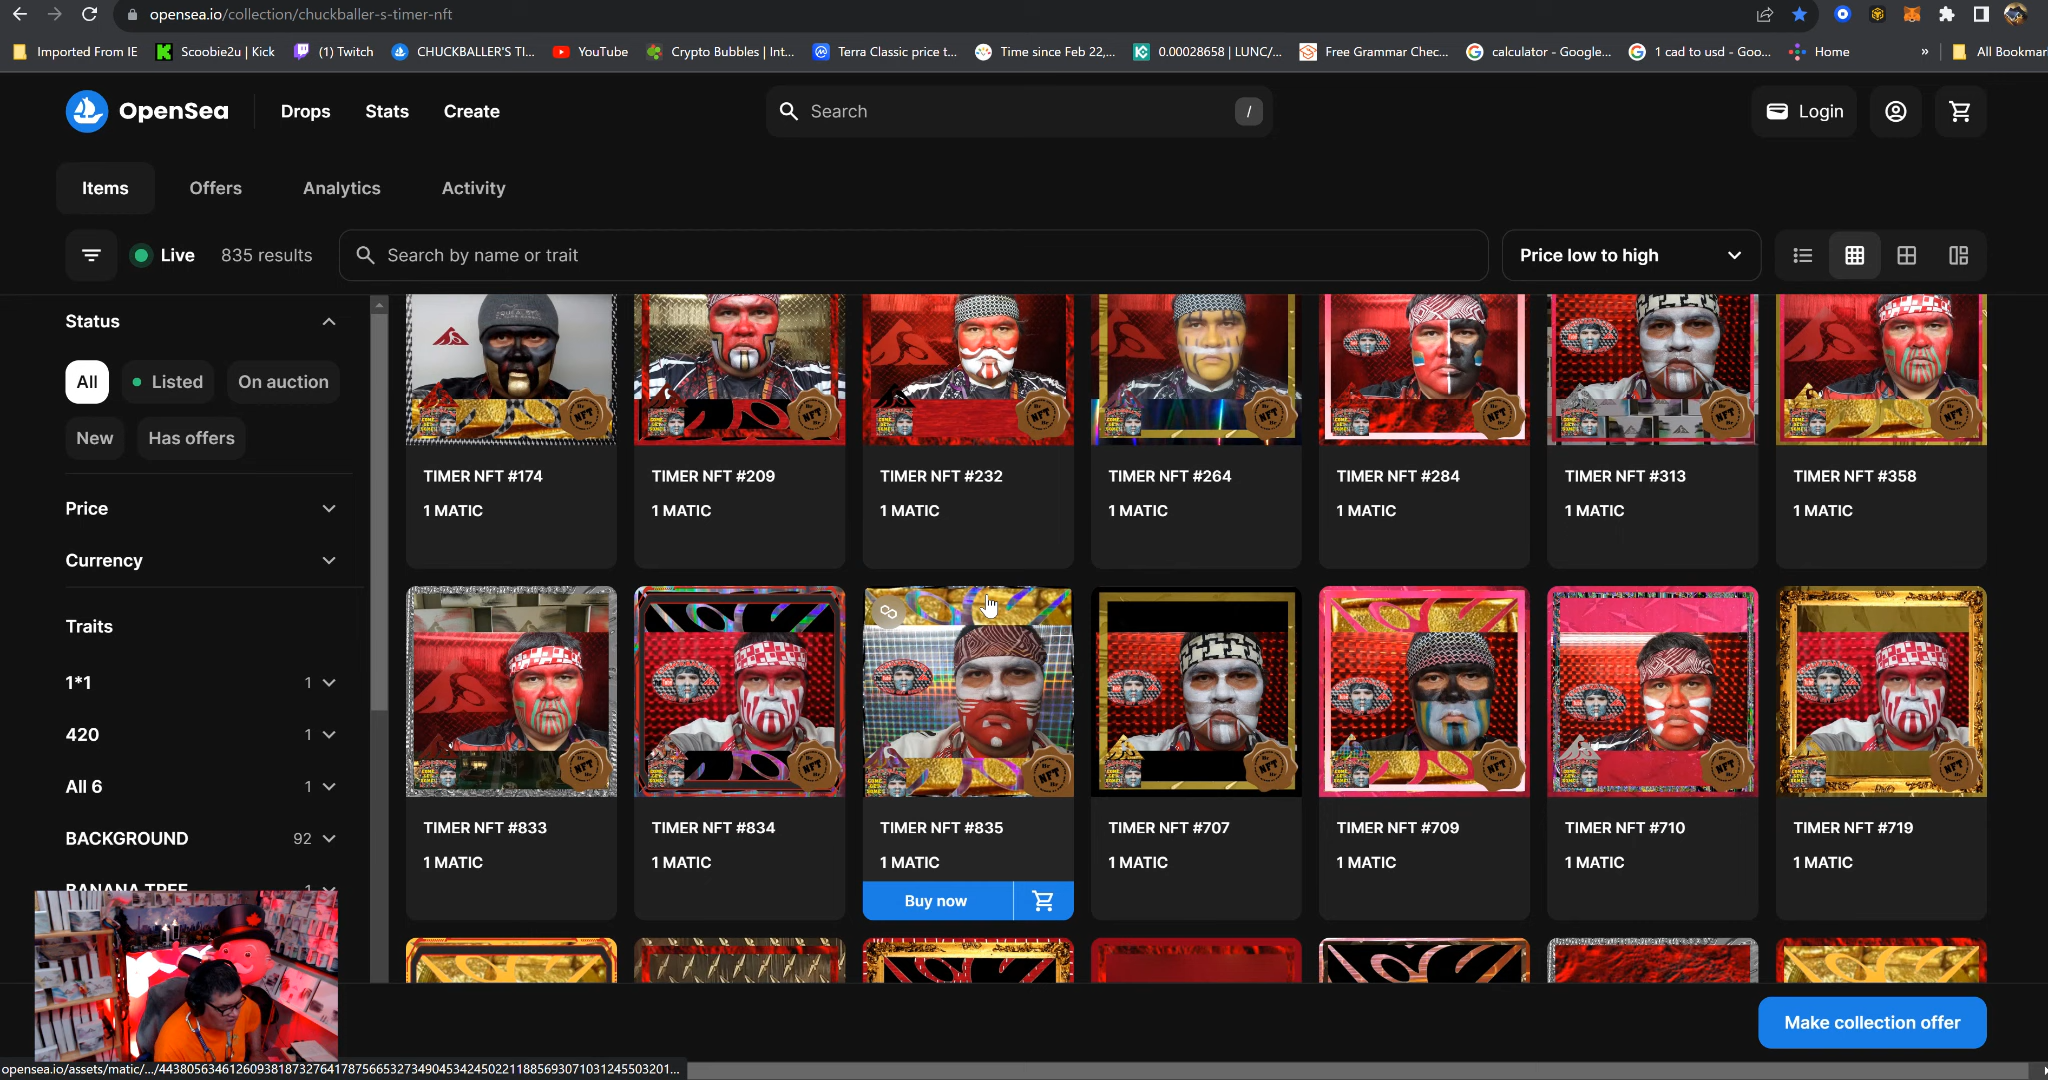 opensea.io/collection/chuckballer-s-timer-nft
Imported From IE
Scoobie2u | Kick
(1) Twitch
CHUCKBALLER'S TI...
YouTube
Crypto Bubbles | Int...
Terra Classic price t...
Time since Feb 22,...
0.00028658 | LUNC/...
Free Grammar Chec...
calculator - Google...
1 cad to usd - Goo...
Home
»
All Bookmar
OpenSea
Drops
Stats
Create
Search
/
Login
Items
Offers
Analytics
Activity
Live
835 results
Search by name or trait
Price low to high
Status
All
Listed
On auction
New
Has offers
Price
Currency
Traits
1*1 1
420 1
All 6 1
BACKGROUND 92
BANANA TREE 1
TIMER NFT #174
1 MATIC
TIMER NFT #209
1 MATIC
TIMER NFT #232
1 MATIC
TIMER NFT #264
1 MATIC
TIMER NFT #284
1 MATIC
TIMER NFT #313
1 MATIC
TIMER NFT #358
1 MATIC
TIMER NFT #833
1 MATIC
TIMER NFT #834
1 MATIC
TIMER NFT #835
1 MATIC
Buy now
TIMER NFT #707
1 MATIC
TIMER NFT #709
1 MATIC
TIMER NFT #710
1 MATIC
TIMER NFT #719
1 MATIC
Make collection offer